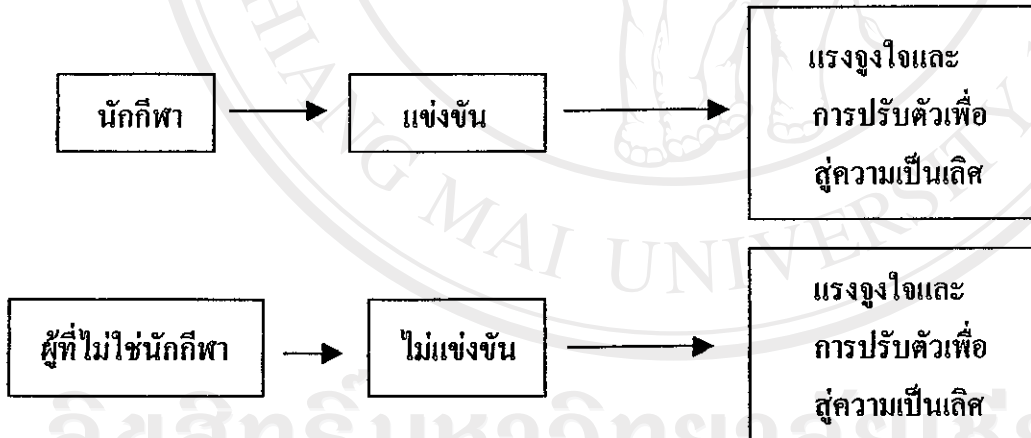 นักกีฬา
แข่งขัน
แรงจูงใจและ
การปรับตัวเพื่อ
สู่ความเป็นเลิศ
ผู้ที่ไม่ใช่นักกีฬา
ไม่แข่งขัน
แรงจูงใจและ
การปรับตัวเพื่อ
สู่ความเป็นเลิศ
HIANG MAI UNIVERSITY